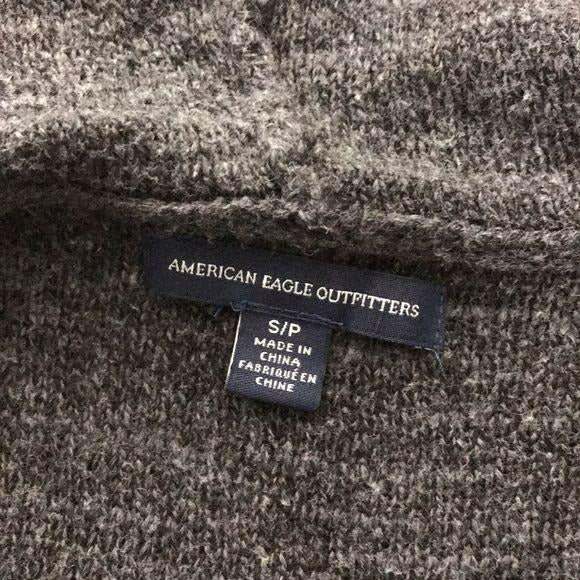 AMERICAN EAGLE OUTFITTERS
S/P
MADE IN
CHINA
FABRIQUÉ EN
CHINE